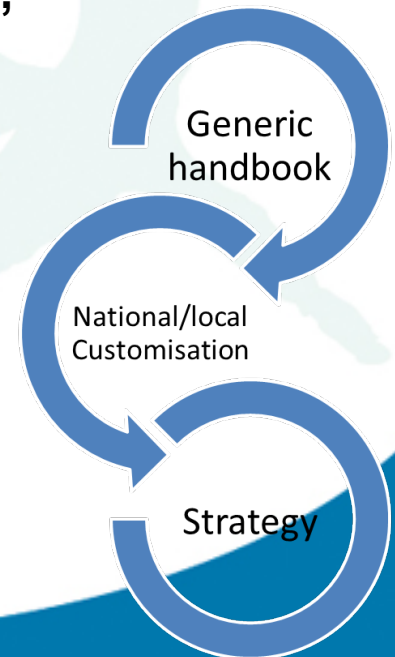 ,
Generic
handbook
National/local
Customisation
Strategy